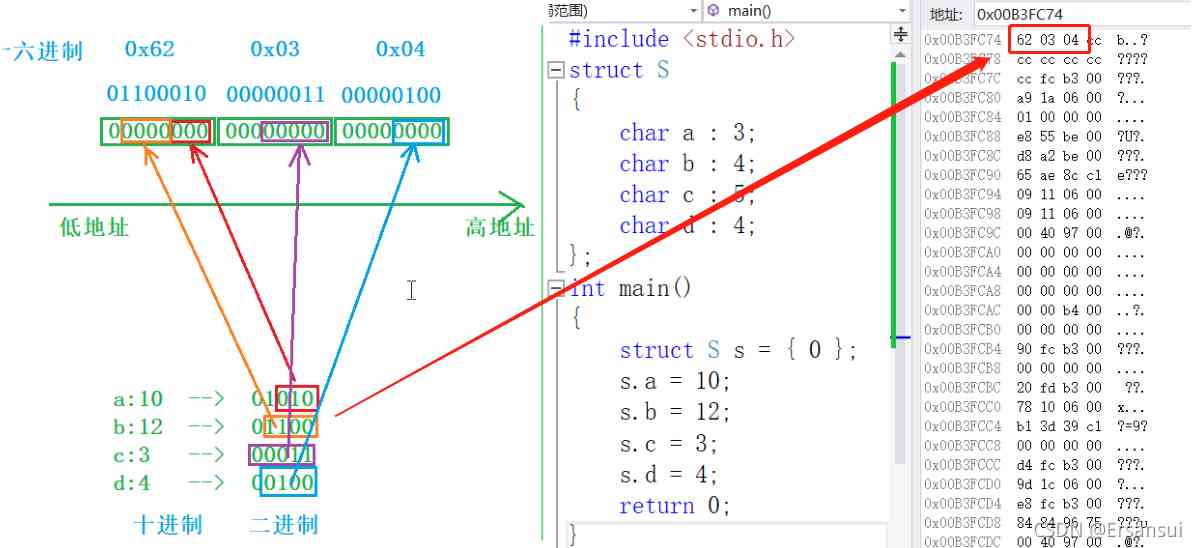 十六进制 0x62 0x03 0x04
01100010 00000011 00000100
00000000 00000000 00000000
低地址 高地址
a:10 --> 01010
b:12 --> 01100
c:3 --> 00011
d:4 --> 00100
十进制 二进制
局范围) main()
#include <stdio.h>
struct S
{
char a : 3;
char b : 4;
char c : 5;
char d : 4;
};
int main()
{
struct S s = { 0 };
s.a = 10;
s.b = 12;
s.c = 3;
s.d = 4;
return 0;
}
地址: 0x00B3FC74
0x00B3FC74 62 03 04 cc b..?
0x00B3FC78 cc cc cc cc ????
0x00B3FC7C cc fc b3 00 ???.
0x00B3FC80 a9 1a 06 00 ?...
0x00B3FC84 01 00 00 00 ....
0x00B3FC88 e8 55 be 00 ?U?.
0x00B3FC8C d8 a2 be 00 ???.
0x00B3FC90 65 ae 8c c1 e???
0x00B3FC94 09 11 06 00 ....
0x00B3FC98 09 11 06 00 ....
0x00B3FC9C 00 40 97 00 .@?.
0x00B3FCA0 00 00 00 00 ....
0x00B3FCA4 00 00 00 00 ....
0x00B3FCA8 00 00 00 00 ....
0x00B3FCAC 00 00 b4 00 ..?.
0x00B3FCB0 00 00 00 00 ....
0x00B3FCB4 90 fc b3 00 ???.
0x00B3FCB8 00 00 00 00 ....
0x00B3FCBC 20 fd b3 00 ??.
0x00B3FCC0 78 10 06 00 x...
0x00B3FCC4 b1 3d 39 c1 ?=9?
0x00B3FCC8 00 00 00 00 ....
0x00B3FCCC d4 fc b3 00 ???.
0x00B3FCD0 9d 1c 06 00 ?...
0x00B3FCD4 e8 fc b3 00 ???.
0x00B3FCD8 84 84 96 75 ???u
0x00B3FCDC 00 40 97 00 .@?.
CSDN @Ersansui